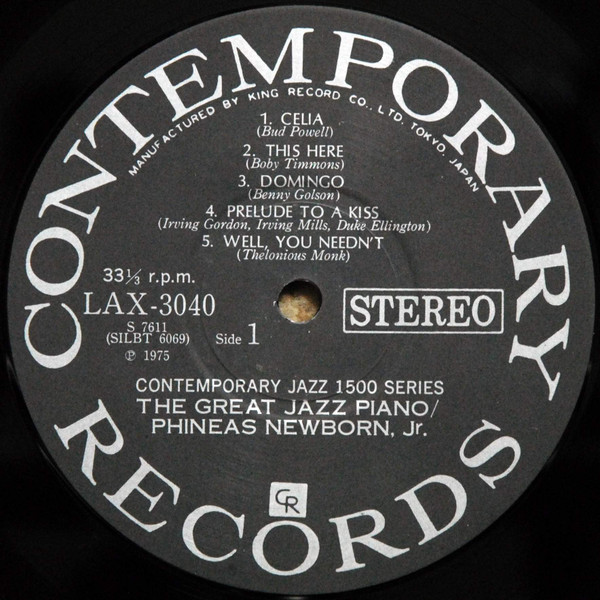 CONTEMPORARY
MANUFACTURED BY KING RECORD CO., LTD. TOKYO, JAPAN
1. CELIA
(Bud Powell)
2. THIS HERE
(Boby Timmons)
3. DOMINGO
(Benny Golson)
4. PRELUDE TO A KISS
(Irving Gordon, Irving Mills, Duke Ellington)
5. WELL, YOU NEEDN'T
(Thelonious Monk)
33⅓ r.p.m.
LAX-3040
S 7611
(SILBT 6069)
Ⓟ 1975
Side 1
STEREO
CONTEMPORARY JAZZ 1500 SERIES
THE GREAT JAZZ PIANO/
PHINEAS NEWBORN, Jr.
CR
RECORDS